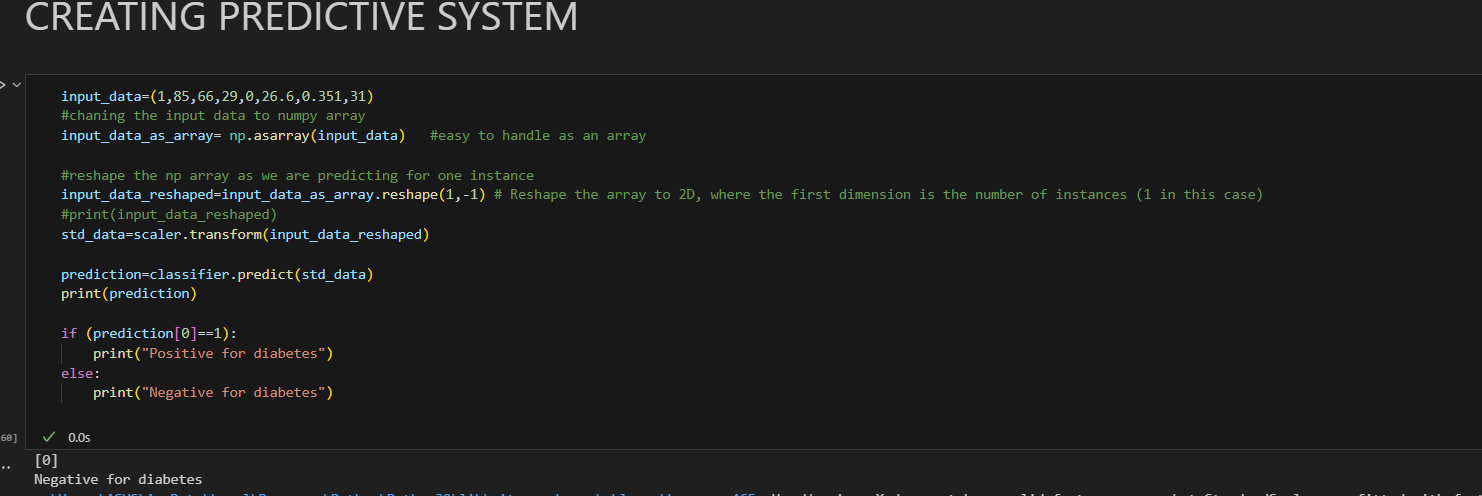 CREATING PREDICTIVE SYSTEM
input_data=(1,85,66,29,0,26.6,0.351,31)
#chaning the input data to numpy array
input_data_as_array= np.asarray(input_data)   #easy to handle as an array
#reshape the np array as we are predicting for one instance
input_data_reshaped=input_data_as_array.reshape(1,-1) # Reshape the array to 2D, where the first dimension is the number of instances (1 in this case)
#print(input_data_reshaped)
std_data=scaler.transform(input_data_reshaped)
prediction=classifier.predict(std_data)
print(prediction)
if (prediction[0]==1):
    print("Positive for diabetes")
else:
    print("Negative for diabetes")
60]
0.0s
[0]
Negative for diabetes